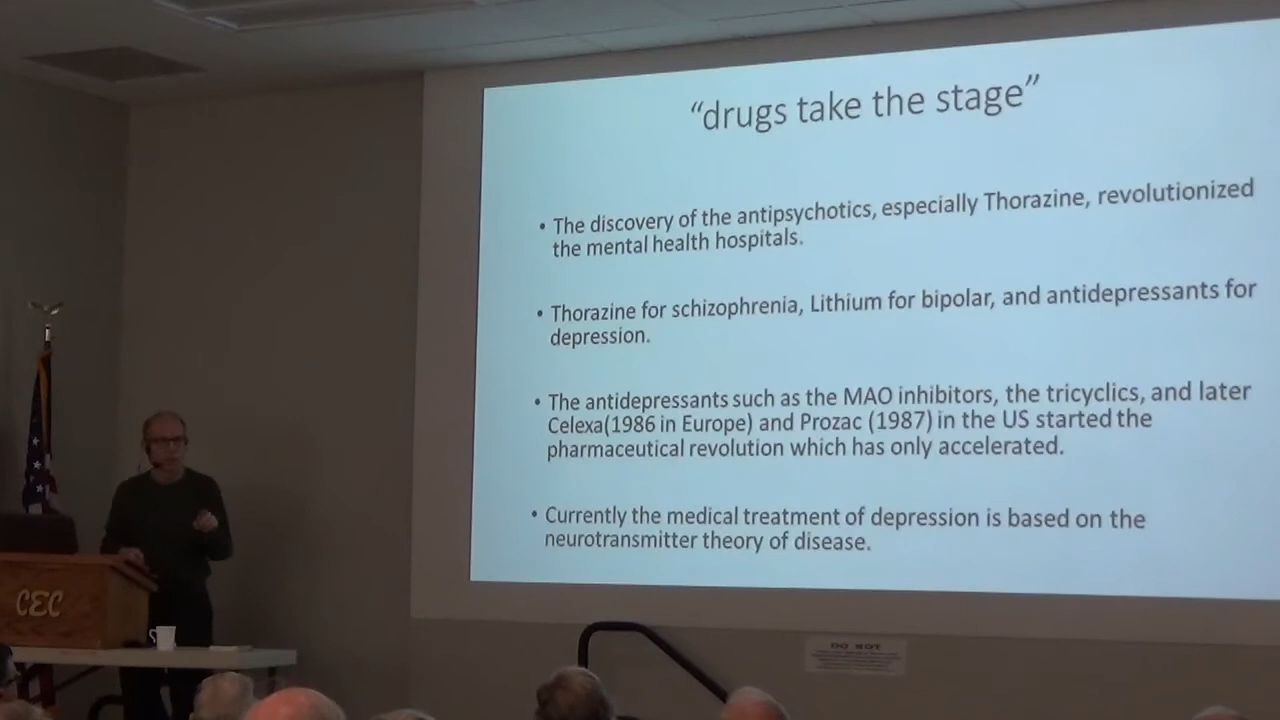 “drugs take the stage”
• The discovery of the antipsychotics, especially Thorazine, revolutionized
the mental health hospitals.
• Thorazine for schizophrenia, Lithium for bipolar, and antidepressants for
depression.
• The antidepressants such as the MAO inhibitors, the tricyclics, and later
Celexa(1986 in Europe) and Prozac (1987) in the US started the
pharmaceutical revolution which has only accelerated.
• Currently the medical treatment of depression is based on the
neurotransmitter theory of disease.
CEC
DO NOT